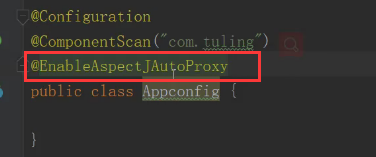 @Configuration
@ComponentScan("com.tuling")
@EnableAspectJAutoProxy
public class Appconfig {
}